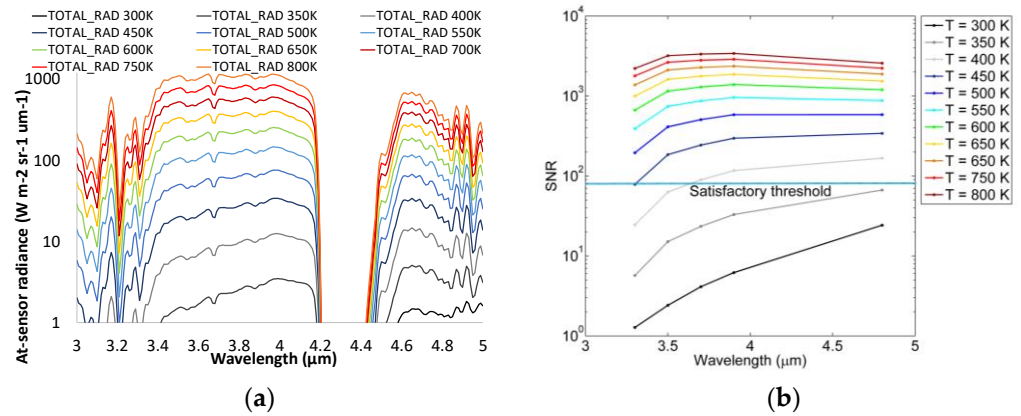 TOTAL_RAD 300K TOTAL_RAD 350K TOTAL_RAD 400K
TOTAL_RAD 450K TOTAL_RAD 500K TOTAL_RAD 550K
TOTAL_RAD 600K TOTAL_RAD 650K TOTAL_RAD 700K
TOTAL_RAD 750K TOTAL_RAD 800K
At-sensor radiance (W m-2 sr-1 um-1)
1000
100
10
1
3 3.2 3.4 3.6 3.8 4 4.2 4.4 4.6 4.8 5
Wavelength (µm)
(a)
SNR
10^4
10^3
10^2
10^1
10^0
Satisfactory threshold
3 3.5 4 4.5 5
Wavelength (µm)
T = 300 K
T = 350 K
T = 400 K
T = 450 K
T = 500 K
T = 550 K
T = 600 K
T = 650 K
T = 650 K
T = 750 K
T = 800 K
(b)